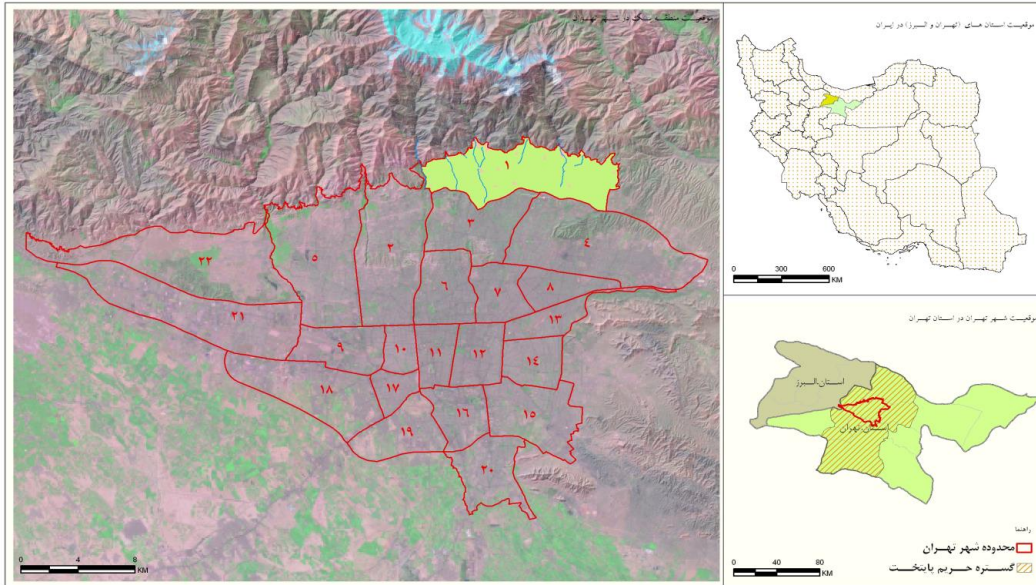 موقعیت منطقه یک در شهر تهران
۱
۳
۲
۴
۵
۲۲
۶
۷
۸
۲۱
۱۳
۹
۱۰
۱۱
۱۲
۱۴
۱۸
۱۷
۱۶
۱۵
۱۹
۲۰
0 4 8
KM
موقعیت استان های (تهران و البرز) در ایران
0 300 600
KM
موقعیت شهر تهران در استان تهران
استان البرز
استان تهران
راهنما
محدوده شهر تهران
گستره حریم پایتخت
0 40 80
KM